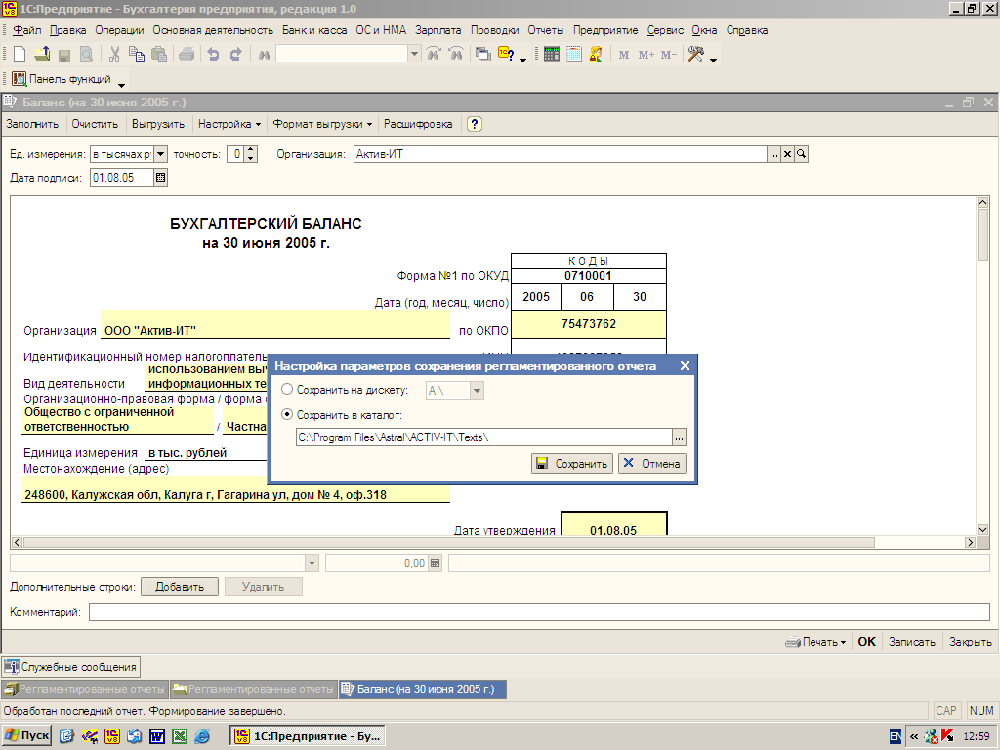 1С:Предприятие - Бухгалтерия предприятия, редакция 1.0
Файл Правка Операции Основная деятельность Банк и касса ОС и НМА Зарплата Проводки Отчеты Предприятие Сервис Окна Справка
M M+ M-
Панель функций
Баланс (на 30 июня 2005 г.)
Заполнить Очистить Выгрузить Настройка Формат выгрузки Расшифровка ?
Ед. измерения: в тысячах р точность: 0 Организация: Актив-ИТ ... x
Дата подписи: 01.08.05
БУХГАЛТЕРСКИЙ БАЛАНС
на 30 июня 2005 г.
К О Д Ы
Форма №1 по ОКУД 0710001
Дата (год, месяц, число) 2005 06 30
Организация ООО "Актив-ИТ" по ОКПО 75473762
Идентификационный номер налогоплатель
использованием
Вид деятельности информационных те
Организационно-правовая форма / форма
Общество с ограниченной
ответственностью / Частна
Единица измерения в тыс. рублей
Местонахождение (адрес)
248600, Калужская обл, Калуга г, Гагарина ул, дом № 4, оф.318
Дата утверждения 01.08.05
Настройка параметров сохранения регламентированного отчета
Сохранить на дискету: A:\
Сохранить в каталог:
C:\Program Files\Astral\ACTIV-IT\Texts\ ...
Сохранить Отмена
0,00
Дополнительные строки: Добавить Удалить
Комментарий:
Печать OK Записать Закрыть
Служебные сообщения
Регламентированные отчеты Регламентированные отчеты Баланс (на 30 июня 2005 г.)
Обработан последний отчет. Формирование завершено. CAP NUM
Пуск 1С:Предприятие - Бу... EN « 12:59